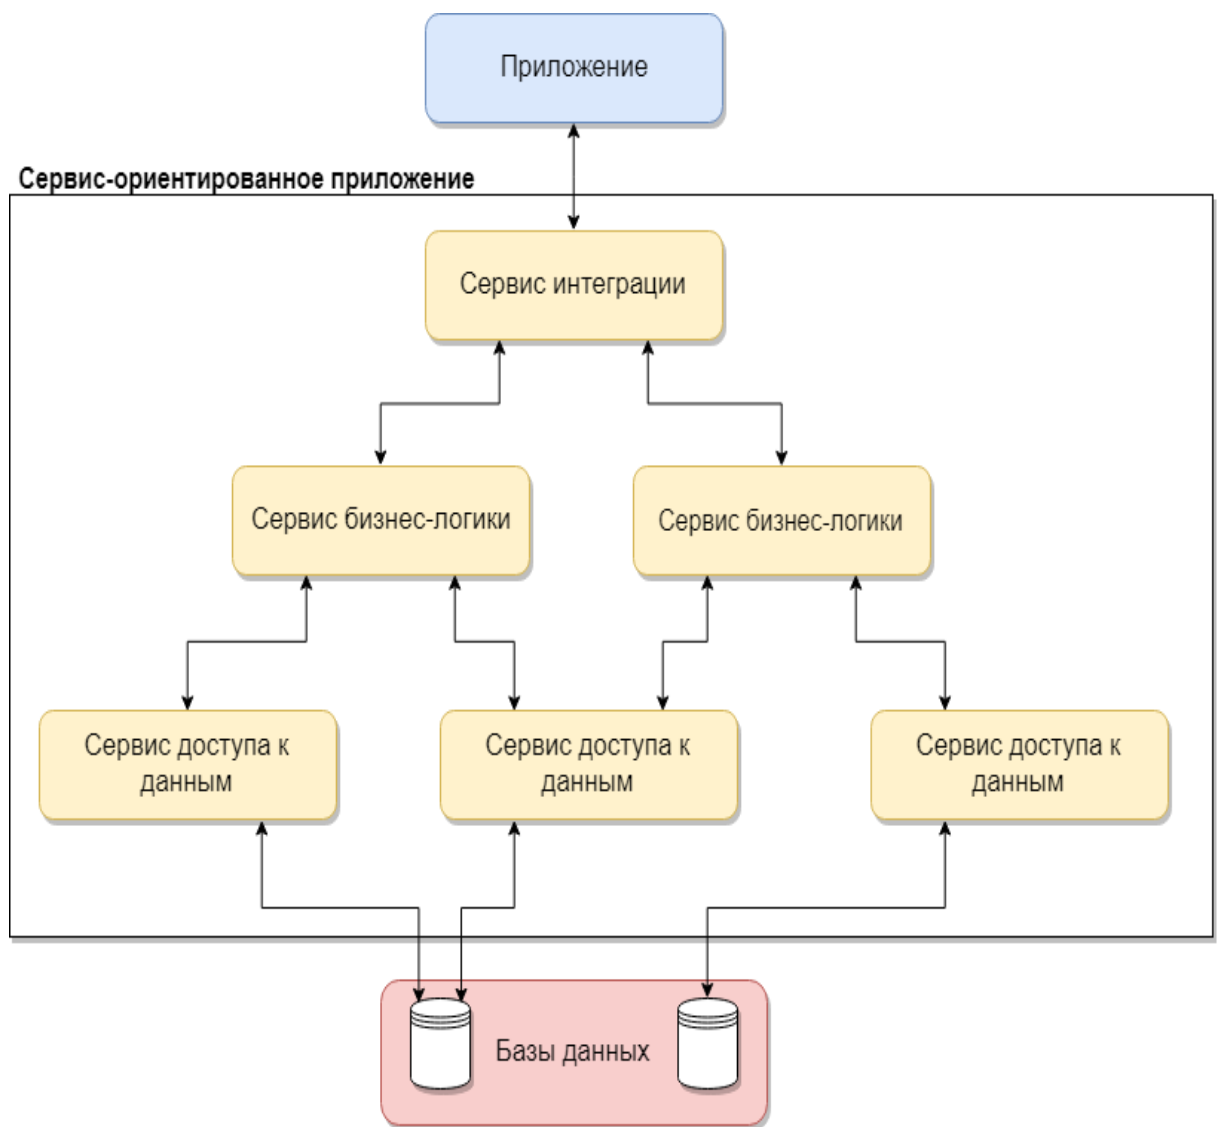 Приложение
Сервис-ориентированное приложение
Сервис интеграции
Сервис бизнес-логики
Сервис бизнес-логики
Сервис доступа к
данным
Сервис доступа к
данным
Сервис доступа к
данным
Базы данных